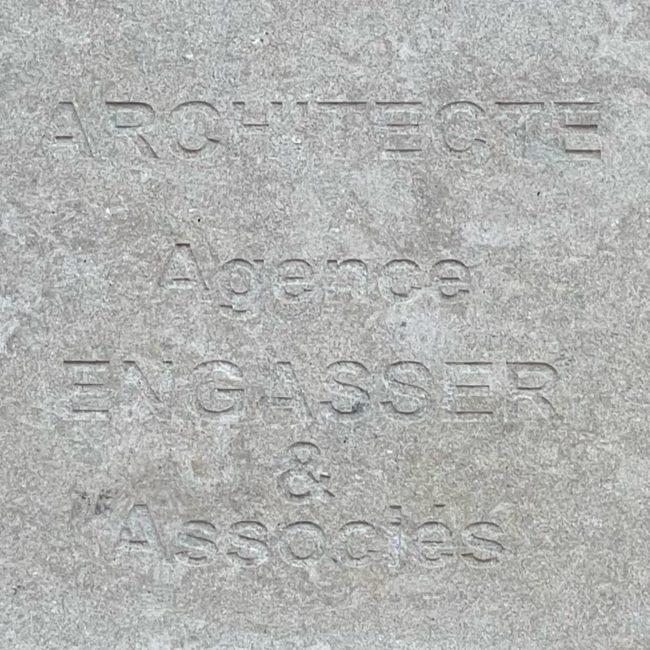 ARCHITECTE
Agence
ENGASSER
&
Associés